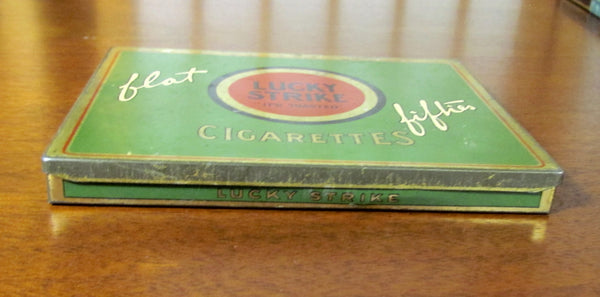 flat
LUCKY
STRIKE
"IT'S TOASTED"
CIGARETTES
fifties
LUCKY STRIKE